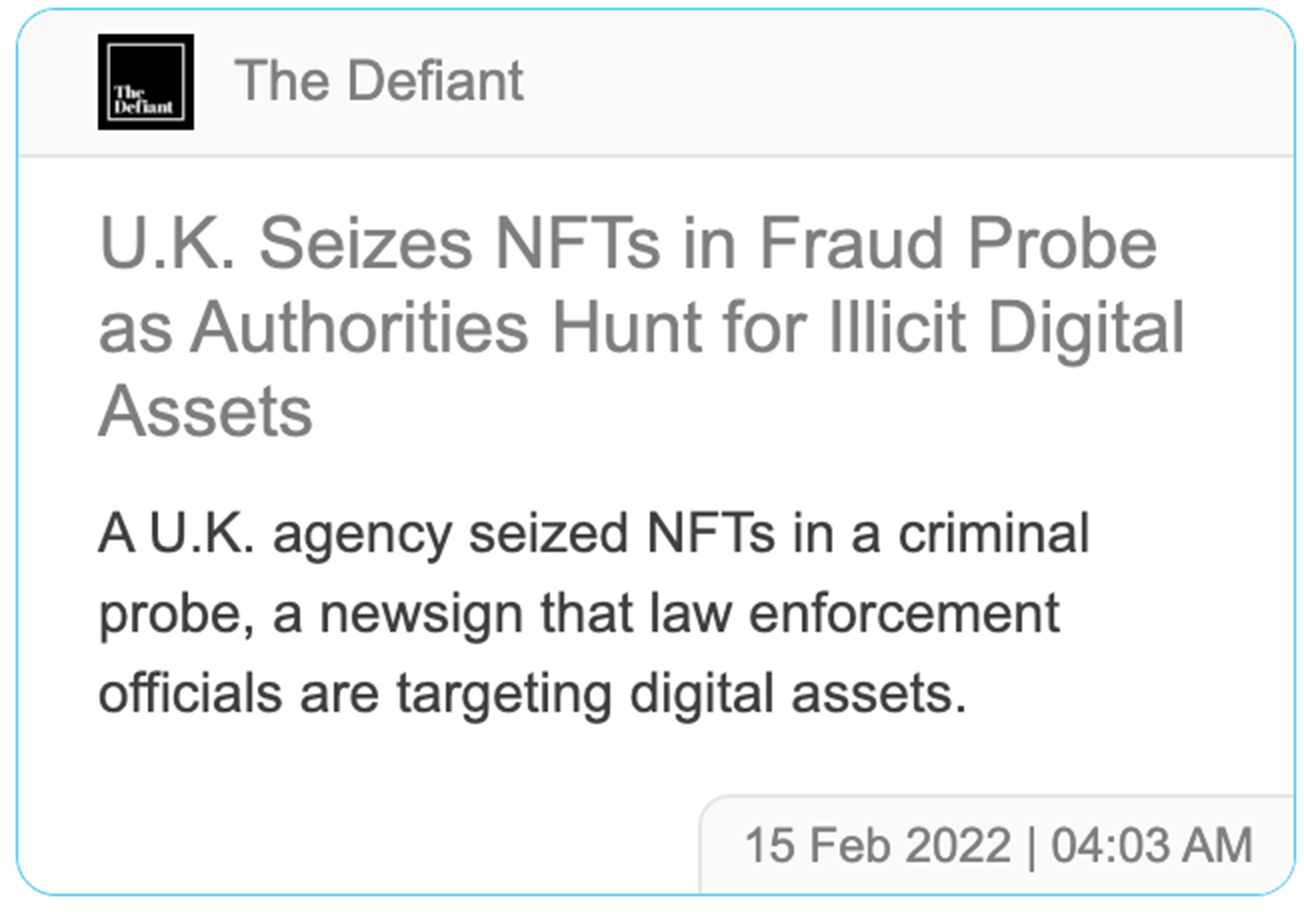 The
Defiant
The Defiant
U.K. Seizes NFTs in Fraud Probe
as Authorities Hunt for Illicit Digital
Assets
A U.K. agency seized NFTs in a criminal
probe, a newsign that law enforcement
officials are targeting digital assets.
15 Feb 2022 | 04:03 AM